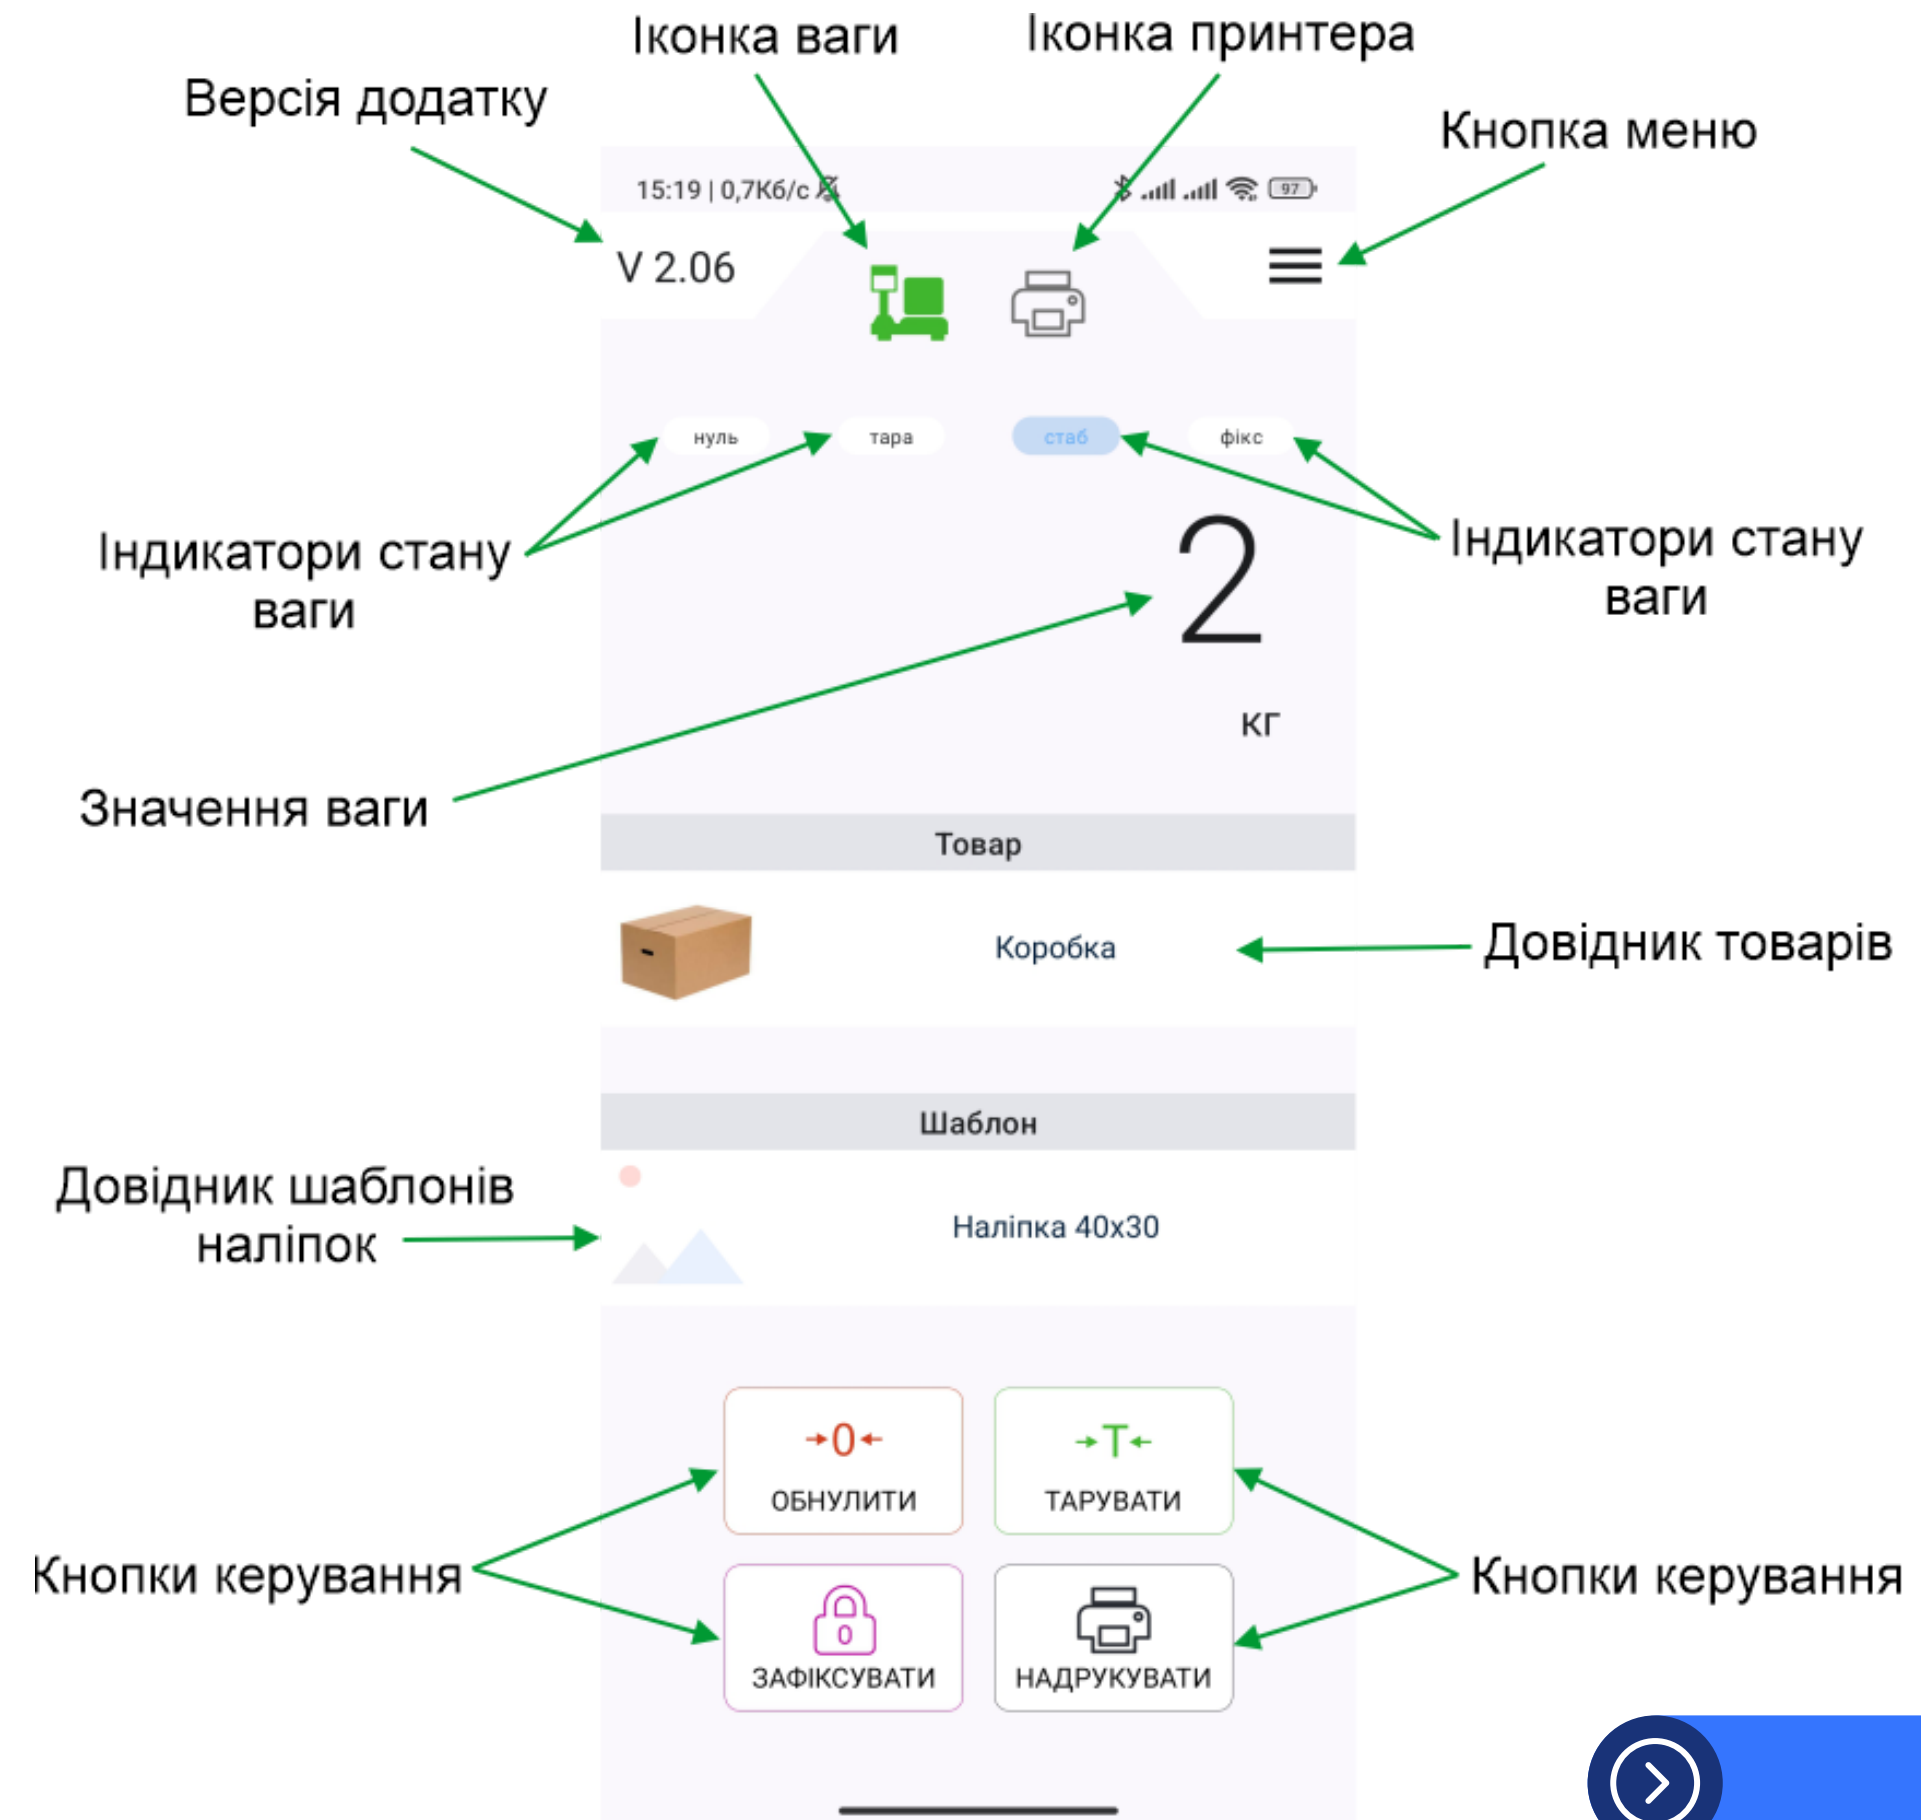 Іконка ваги
Іконка принтера
Версія додатку
Кнопка меню
15:19 | 0,7Кб/с
97
V 2.06
нуль
тара
стаб
фікс
Індикатори стану
ваги
2
Індикатори стану
ваги
кг
Значення ваги
Товар
Коробка
Довідник товарів
Шаблон
Довідник шаблонів
наліпок
Наліпка 40x30
→0←
ОБНУЛИТИ
→T←
ТАРУВАТИ
Кнопки керування
Кнопки керування
0
ЗАФІКСУВАТИ
НАДРУКУВАТИ